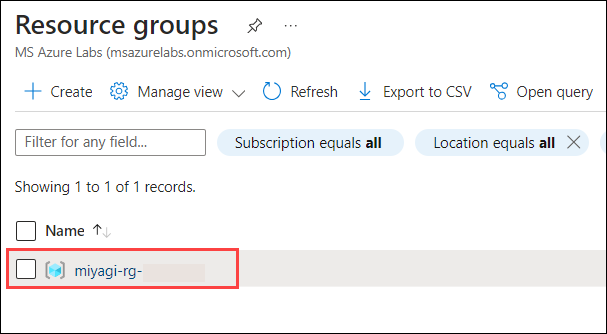 Resource groups
MS Azure Labs (msazurelabs.onmicrosoft.com)
Create Manage view Refresh Export to CSV Open query
Filter for any field... Subscription equals all Location equals all
Showing 1 to 1 of 1 records.
Name
miyagi-rg-